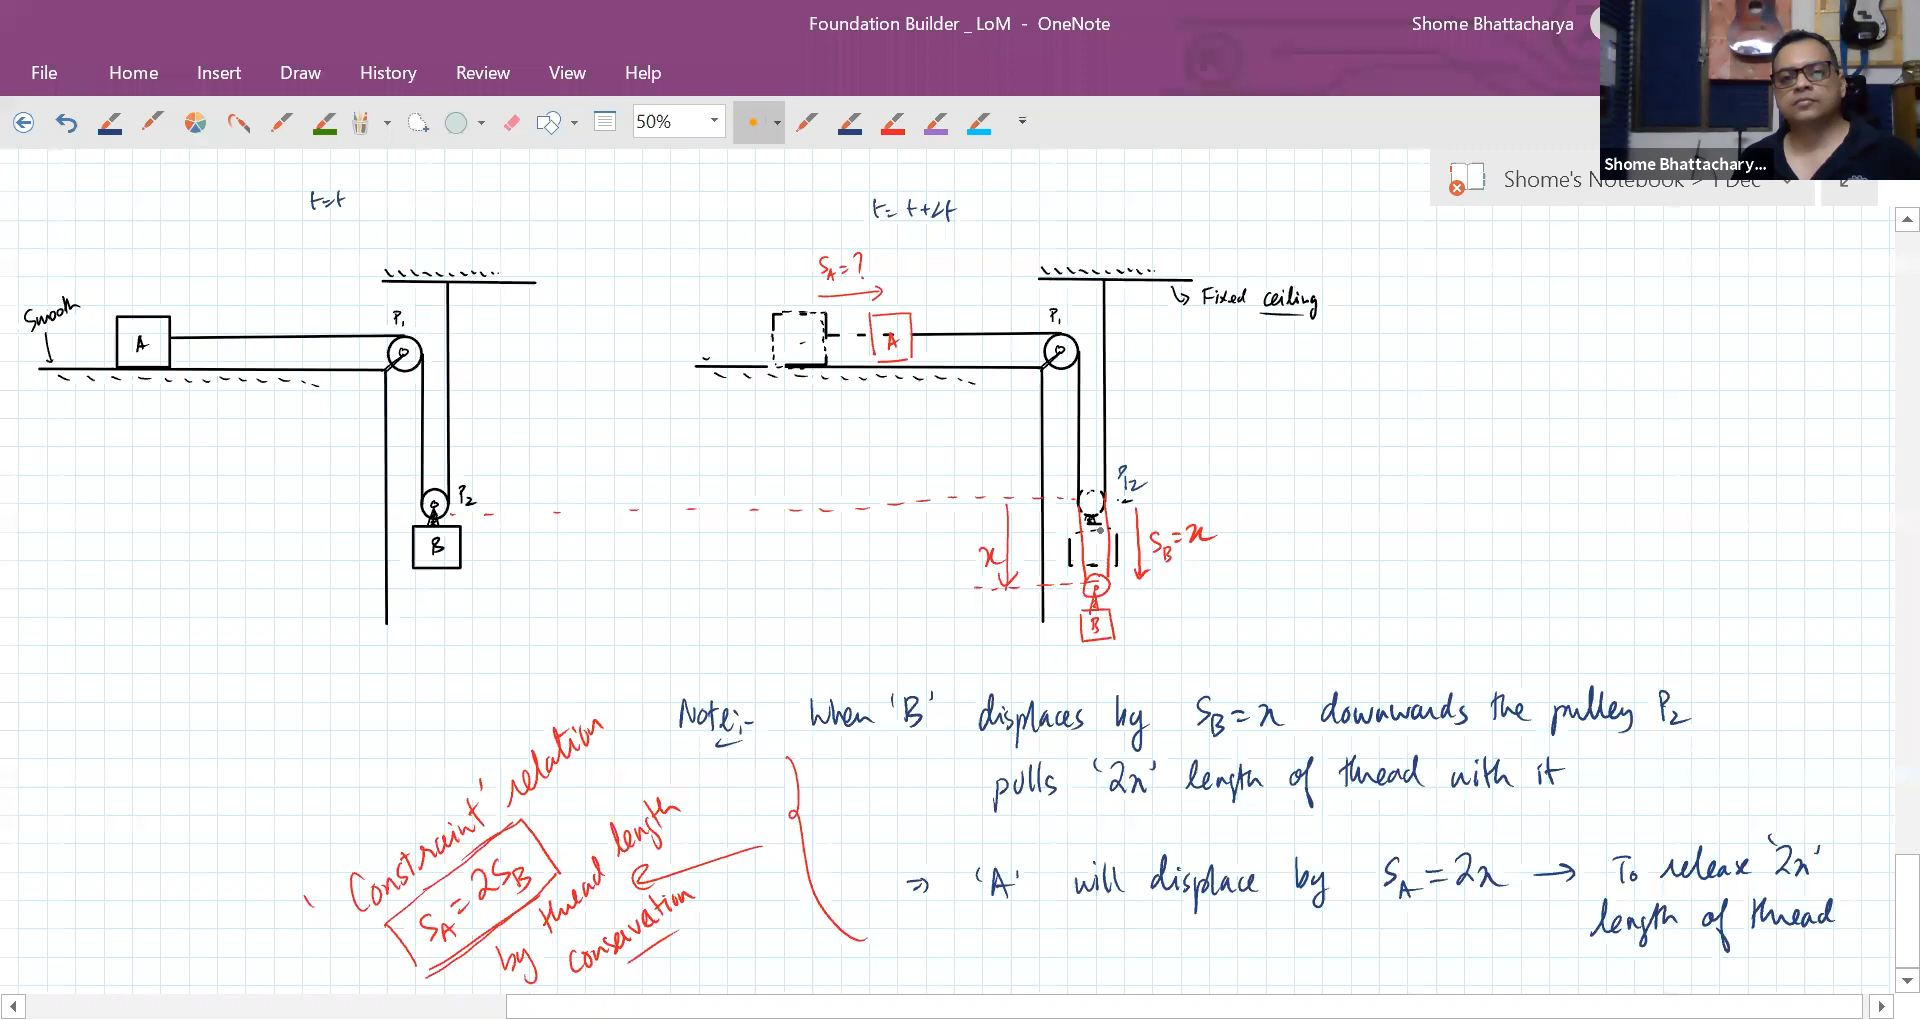 Foundation Builder _ LoM - OneNote
Shome Bhattacharya
File Home Insert Draw History Review View Help
50%
Shome Bhattachary...
Shome's Notebook > 1 Dec
t=t
t= t+Δt
Smooth
A
P1
P2
B
SA=?
A
P1
Fixed ceiling
P2
x
SB=x
B
Note:- When 'B' displaces by SB=x downwards the pulley P2
pulls '2x' length of thread with it
⇒ 'A' will displace by SA=2x → To release '2x'
length of thread
'Constraint' relation
SA=2SB
by thread length
conservation